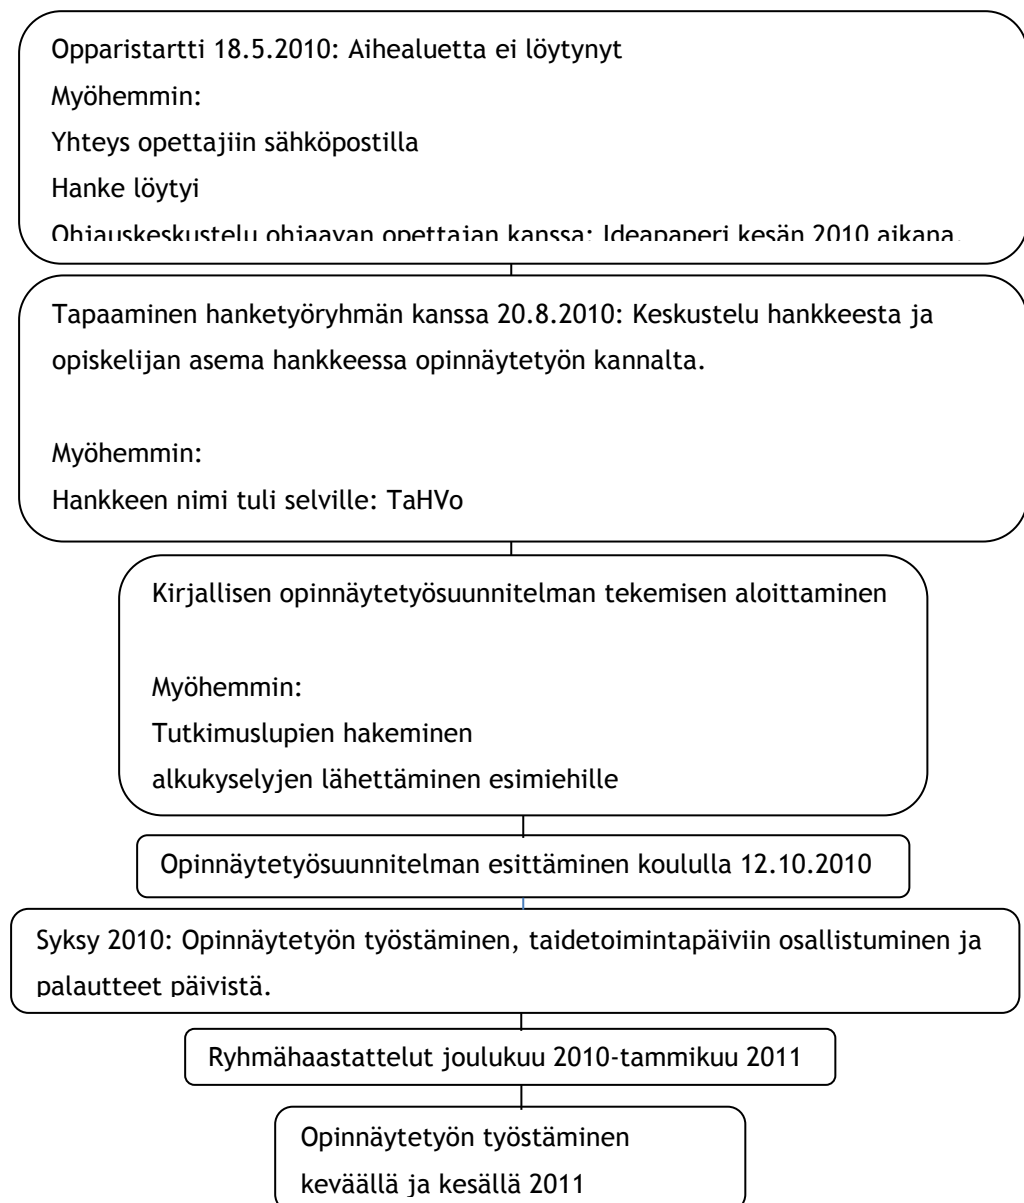 Opparistartti 18.5.2010: Aihealuetta ei löytynyt
Myöhemmin:
Yhteys opettajiin sähköpostilla
Hanke löytyi
Ohjauskeskustelu ohjaavan opettajan kanssa: Ideapaperi kesän 2010 aikana.
Tapaaminen hanketyöryhmän kanssa 20.8.2010: Keskustelu hankkeesta ja
opiskelijan asema hankkeessa opinnäytetyön kannalta.
Myöhemmin:
Hankkeen nimi tuli selville: TaHVo
Kirjallisen opinnäytetyösuunnitelman tekemisen aloittaminen
Myöhemmin:
Tutkimuslupien hakeminen
alkukyselyjen lähettäminen esimiehille
Opinnäytetyösuunnitelman esittäminen koululla 12.10.2010
Syksy 2010: Opinnäytetyön työstäminen, taidetoimintapäiviin osallistuminen ja
palautteet päivistä.
Ryhmähaastattelut joulukuu 2010-tammikuu 2011
Opinnäytetyön työstäminen
keväällä ja kesällä 2011